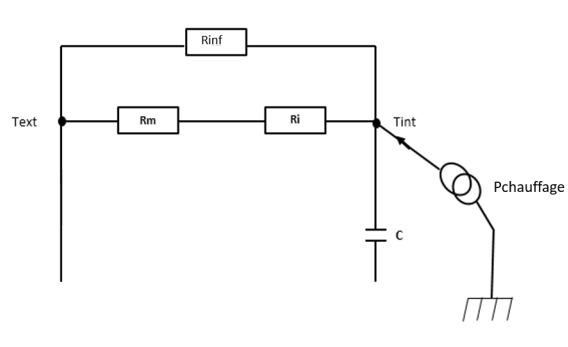 Rinf
Text
Rm
Ri
Tint
Pchauffage
C